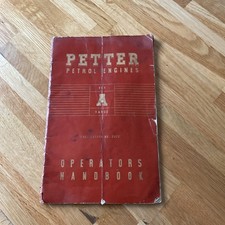 PETTER
PETROL ENGINES
A
OPERATORS
HANDBOOK